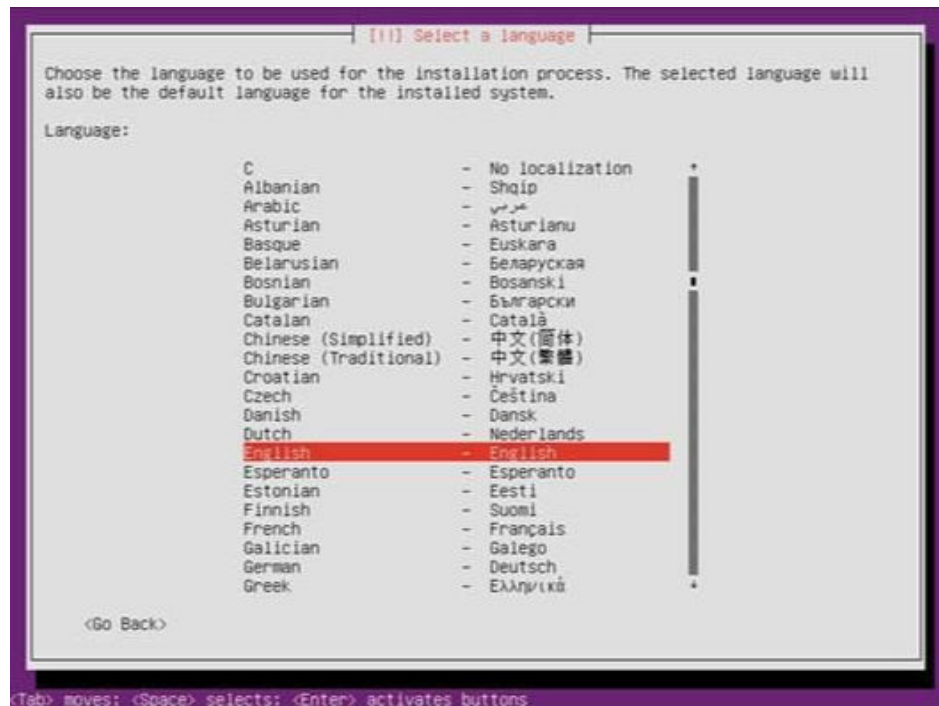 [!!] Select a language
Choose the language to be used for the installation process. The selected language will
also be the default language for the installed system.
Language:
C - No localization
Albanian - Shqip
Arabic - عربي
Asturian - Asturianu
Basque - Euskara
Belarusian - Беларуская
Bosnian - Bosanski
Bulgarian - Български
Catalan - Català
Chinese (Simplified) - 中文(简体)
Chinese (Traditional) - 中文(繁體)
Croatian - Hrvatski
Czech - Čeština
Danish - Dansk
Dutch - Nederlands
English - English
Esperanto - Esperanto
Estonian - Eesti
Finnish - Suomi
French - Français
Galician - Galego
German - Deutsch
Greek - Ελληνικά
<Go Back>
<Tab> moves; <Space> selects; <Enter> activates buttons